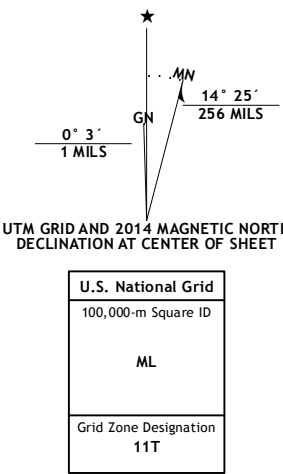 ★
MN
GN
14° 25´
256 MILS
0° 3´
1 MILS
UTM GRID AND 2014 MAGNETIC NORTH
DECLINATION AT CENTER OF SHEET
U.S. National Grid
100,000-m Square ID
ML
Grid Zone Designation
11T